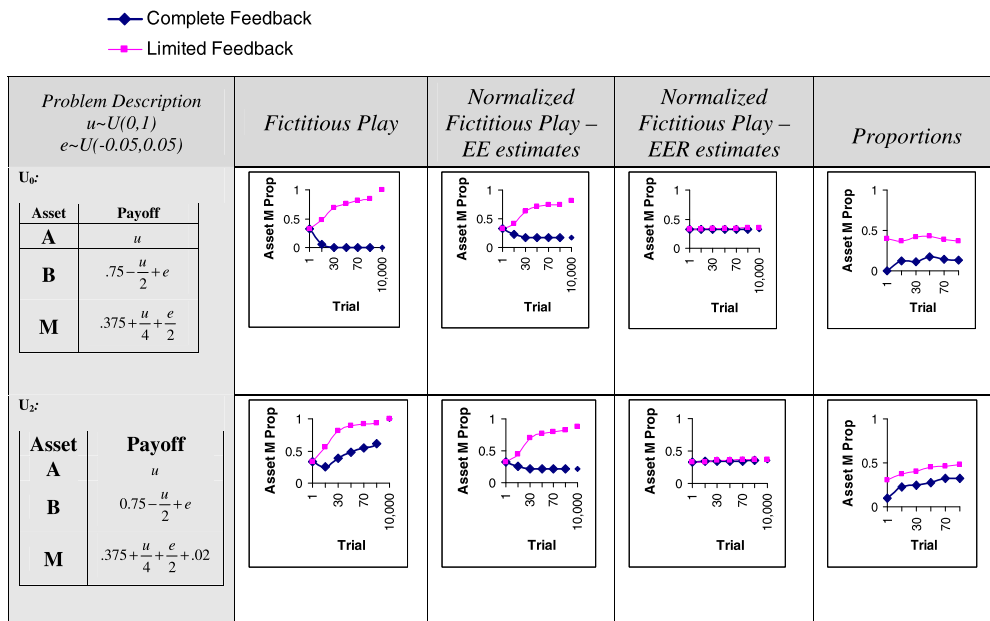 Complete Feedback
Limited Feedback
Problem Description
u~U(0,1)
e~U(-0.05,0.05)
Fictitious Play
Normalized
Fictitious Play –
EE estimates
Normalized
Fictitious Play –
EER estimates
Proportions
U₀:
Asset Payoff
A u
B .75 − u/2 + e
M .375 + u/4 + e/2
Asset M Prop
1
0.5
0
1
30
70
10,000
Trial
Asset M Prop
1
0.5
0
1
30
70
10,000
Trial
Asset M Prop
1
0.5
0
1
30
70
10,000
Trial
Asset M Prop
1
0.5
0
1
30
70
Trial
U₂:
Asset Payoff
A u
B 0.75 − u/2 + e
M .375 + u/4 + e/2 + .02
Asset M Prop
1
0.5
0
1
30
70
10,000
Trial
Asset M Prop
1
0.5
0
1
30
70
10,000
Trial
Asset M Prop
1
0.5
0
1
30
70
10,000
Trial
Asset M Prop
1
0.5
0
1
30
70
Trial